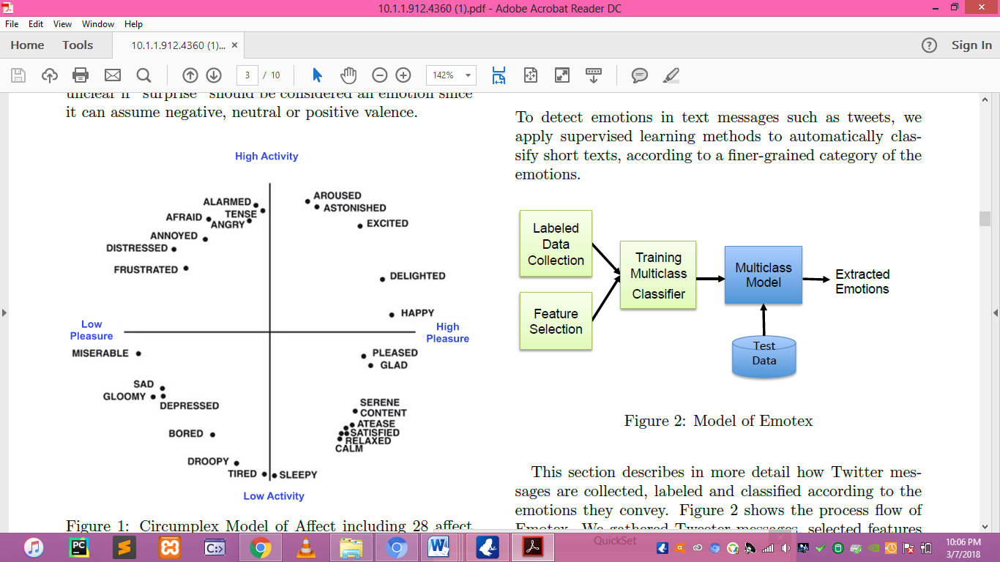 10.1.1.912.4360 (1).pdf - Adobe Acrobat Reader DC
File Edit View Window Help
Home Tools 10.1.1.912.4360 (1)... × ? Sign In
3 / 10 142%
unclear if "surprise" should be considered an emotion since
it can assume negative, neutral or positive valence.
High Activity
ALARMED
AROUSED
TENSE
ASTONISHED
AFRAID
ANGRY
EXCITED
ANNOYED
DISTRESSED
FRUSTRATED
DELIGHTED
HAPPY
Low
Pleasure
High
Pleasure
MISERABLE
PLEASED
GLAD
SAD
GLOOMY
DEPRESSED
SERENE
CONTENT
ATEASE
SATISFIED
RELAXED
CALM
BORED
DROOPY
TIRED
SLEEPY
Low Activity
Figure 1: Circumplex Model of Affect including 28 affect
To detect emotions in text messages such as tweets, we
apply supervised learning methods to automatically clas-
sify short texts, according to a finer-grained category of the
emotions.
Labeled
Data
Collection
Feature
Selection
Training
Multiclass
Classifier
Multiclass
Model
Extracted
Emotions
Test
Data
Figure 2: Model of Emotex
This section describes in more detail how Twitter mes-
sages are collected, labeled and classified according to the
emotions they convey. Figure 2 shows the process flow of
Emotex. We gathered Tweeter messages, selected features
PC
C:\>
W
QuickSet
10:06 PM
3/7/2018